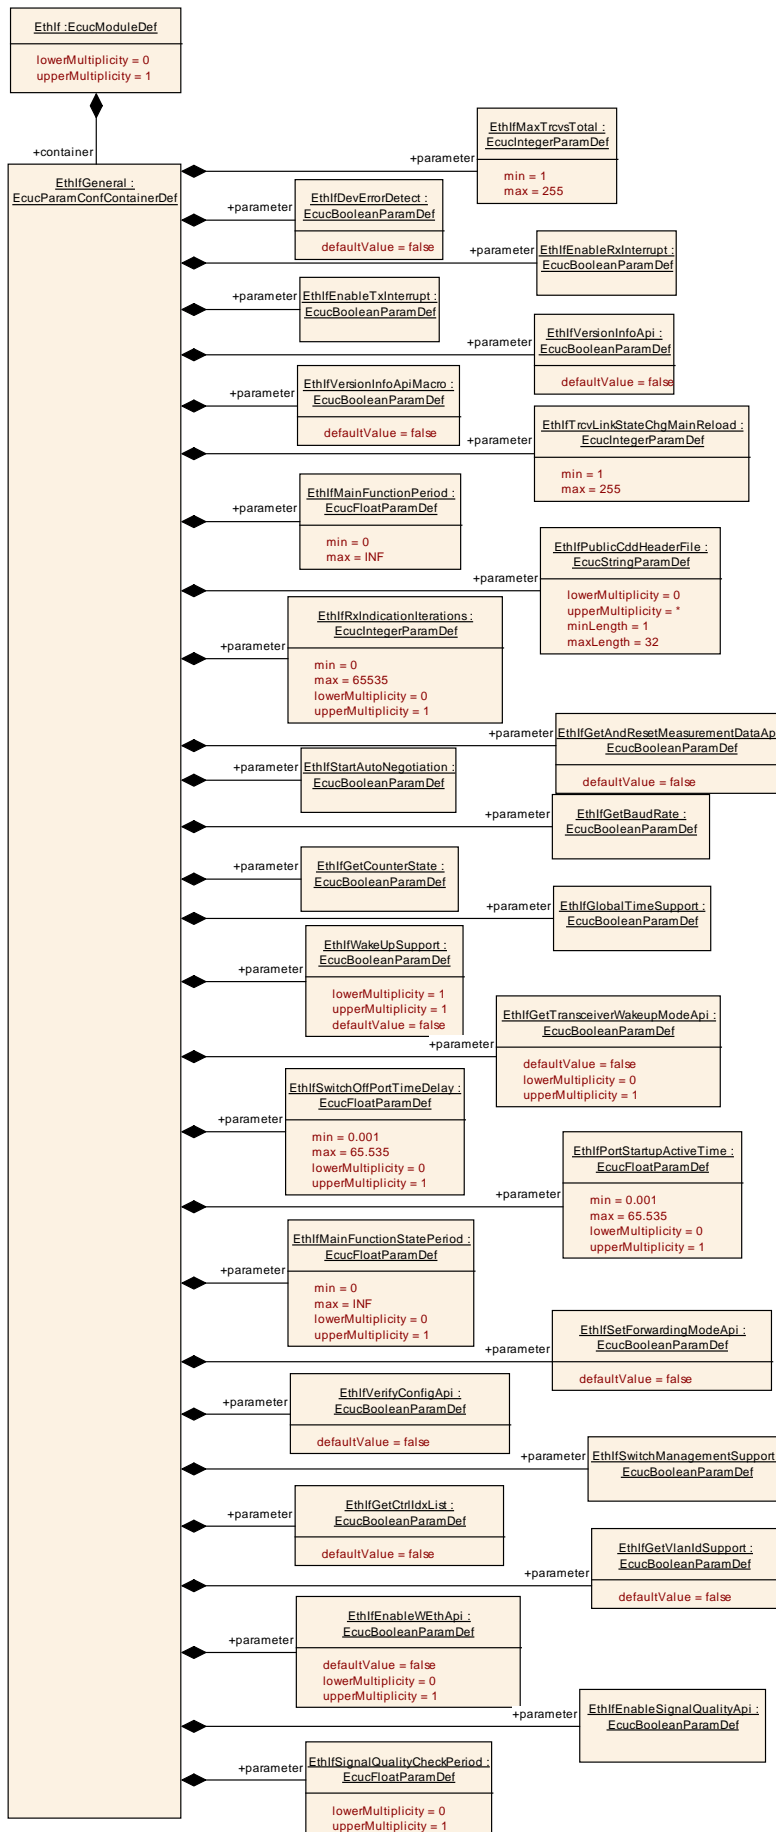 EthIf :EcucModuleDef
lowerMultiplicity = 0
upperMultiplicity = 1
+container
EthIfGeneral :
EcucParamConfContainerDef
+parameter
EthIfMaxTrcvsTotal :
EcucIntegerParamDef
min = 1
max = 255
+parameter
EthIfDevErrorDetect :
EcucBooleanParamDef
defaultValue = false
+parameter
EthIfEnableRxInterrupt :
EcucBooleanParamDef
+parameter
EthIfEnableTxInterrupt :
EcucBooleanParamDef
+parameter
EthIfVersionInfoApi :
EcucBooleanParamDef
defaultValue = false
+parameter
EthIfVersionInfoApiMacro :
EcucBooleanParamDef
defaultValue = false
+parameter
EthIfTrcvLinkStateChgMainReload :
EcucIntegerParamDef
min = 1
max = 255
+parameter
EthIfMainFunctionPeriod :
EcucFloatParamDef
min = 0
max = INF
+parameter
EthIfPublicCddHeaderFile :
EcucStringParamDef
lowerMultiplicity = 0
upperMultiplicity = *
minLength = 1
maxLength = 32
+parameter
EthIfRxIndicationIterations :
EcucIntegerParamDef
min = 0
max = 65535
lowerMultiplicity = 0
upperMultiplicity = 1
+parameter
EthIfGetAndResetMeasurementDataAp
EcucBooleanParamDef
defaultValue = false
+parameter
EthIfStartAutoNegotiation :
EcucBooleanParamDef
+parameter
EthIfGetBaudRate :
EcucBooleanParamDef
+parameter
EthIfGetCounterState :
EcucBooleanParamDef
+parameter
EthIfGlobalTimeSupport :
EcucBooleanParamDef
+parameter
EthIfWakeUpSupport :
EcucBooleanParamDef
lowerMultiplicity = 1
upperMultiplicity = 1
defaultValue = false
+parameter
EthIfGetTransceiverWakeupModeApi :
EcucBooleanParamDef
defaultValue = false
lowerMultiplicity = 0
upperMultiplicity = 1
+parameter
EthIfSwitchOffPortTimeDelay :
EcucFloatParamDef
min = 0.001
max = 65.535
lowerMultiplicity = 0
upperMultiplicity = 1
+parameter
EthIfPortStartupActiveTime :
EcucFloatParamDef
min = 0.001
max = 65.535
lowerMultiplicity = 0
upperMultiplicity = 1
+parameter
EthIfMainFunctionStatePeriod :
EcucFloatParamDef
min = 0
max = INF
lowerMultiplicity = 0
upperMultiplicity = 1
+parameter
EthIfSetForwardingModeApi :
EcucBooleanParamDef
defaultValue = false
+parameter
EthIfVerifyConfigApi :
EcucBooleanParamDef
defaultValue = false
+parameter
EthIfSwitchManagementSupport
EcucBooleanParamDef
+parameter
EthIfGetCtrlIdxList :
EcucBooleanParamDef
defaultValue = false
+parameter
EthIfGetVlanIdSupport :
EcucBooleanParamDef
defaultValue = false
+parameter
EthIfEnableWEthApi :
EcucBooleanParamDef
defaultValue = false
lowerMultiplicity = 0
upperMultiplicity = 1
+parameter
EthIfEnableSignalQualityApi :
EcucBooleanParamDef
+parameter
EthIfSignalQualityCheckPeriod :
EcucFloatParamDef
lowerMultiplicity = 0
upperMultiplicity = 1